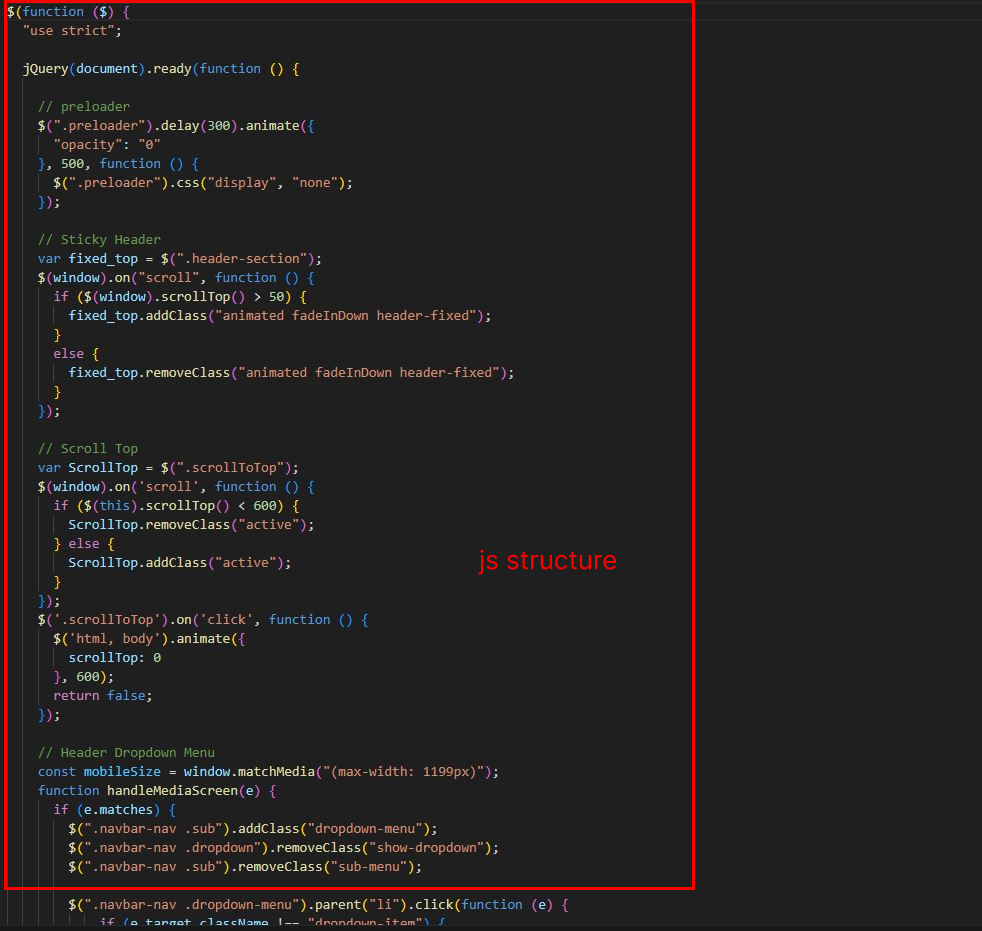 $(function ($) {
"use strict";
jQuery(document).ready(function () {
// preloader
$(".preloader").delay(300).animate({
"opacity": "0"
}, 500, function () {
$(".preloader").css("display", "none");
});
// Sticky Header
var fixed_top = $(".header-section");
$(window).on("scroll", function () {
if ($(window).scrollTop() > 50) {
fixed_top.addClass("animated fadeInDown header-fixed");
}
else {
fixed_top.removeClass("animated fadeInDown header-fixed");
}
});
// Scroll Top
var ScrollTop = $(".scrollToTop");
$(window).on('scroll', function () {
if ($(this).scrollTop() < 600) {
ScrollTop.removeClass("active");
} else {
ScrollTop.addClass("active");
}
});
js structure
$('.scrollToTop').on('click', function () {
$('html, body').animate({
scrollTop: 0
}, 600);
return false;
});
// Header Dropdown Menu
const mobileSize = window.matchMedia("(max-width: 1199px)");
function handleMediaScreen(e) {
if (e.matches) {
$(".navbar-nav .sub").addClass("dropdown-menu");
$(".navbar-nav .dropdown").removeClass("show-dropdown");
$(".navbar-nav .sub").removeClass("sub-menu");
$(".navbar-nav .dropdown-menu").parent("li").click(function (e) {
if (e.target.className !== "dropdown-item") {